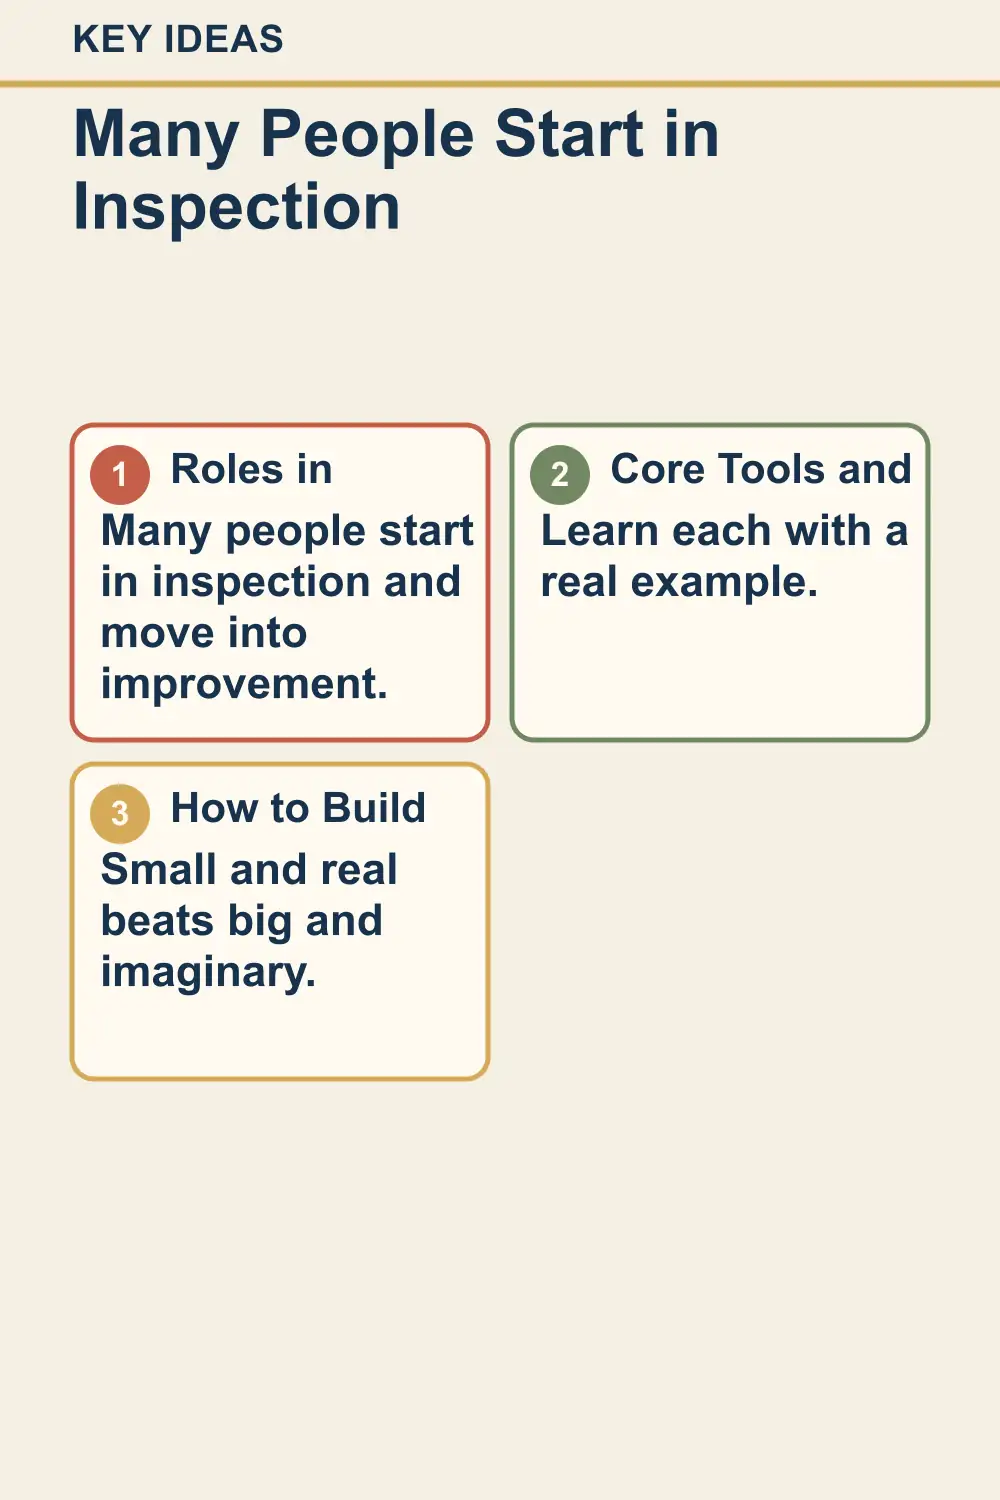 KEY IDEAS
Many People Start in
Inspection
1 Roles in
Many people start
in inspection and
move into
improvement.
2 Core Tools and
Learn each with a
real example.
3 How to Build
Small and real
beats big and
imaginary.